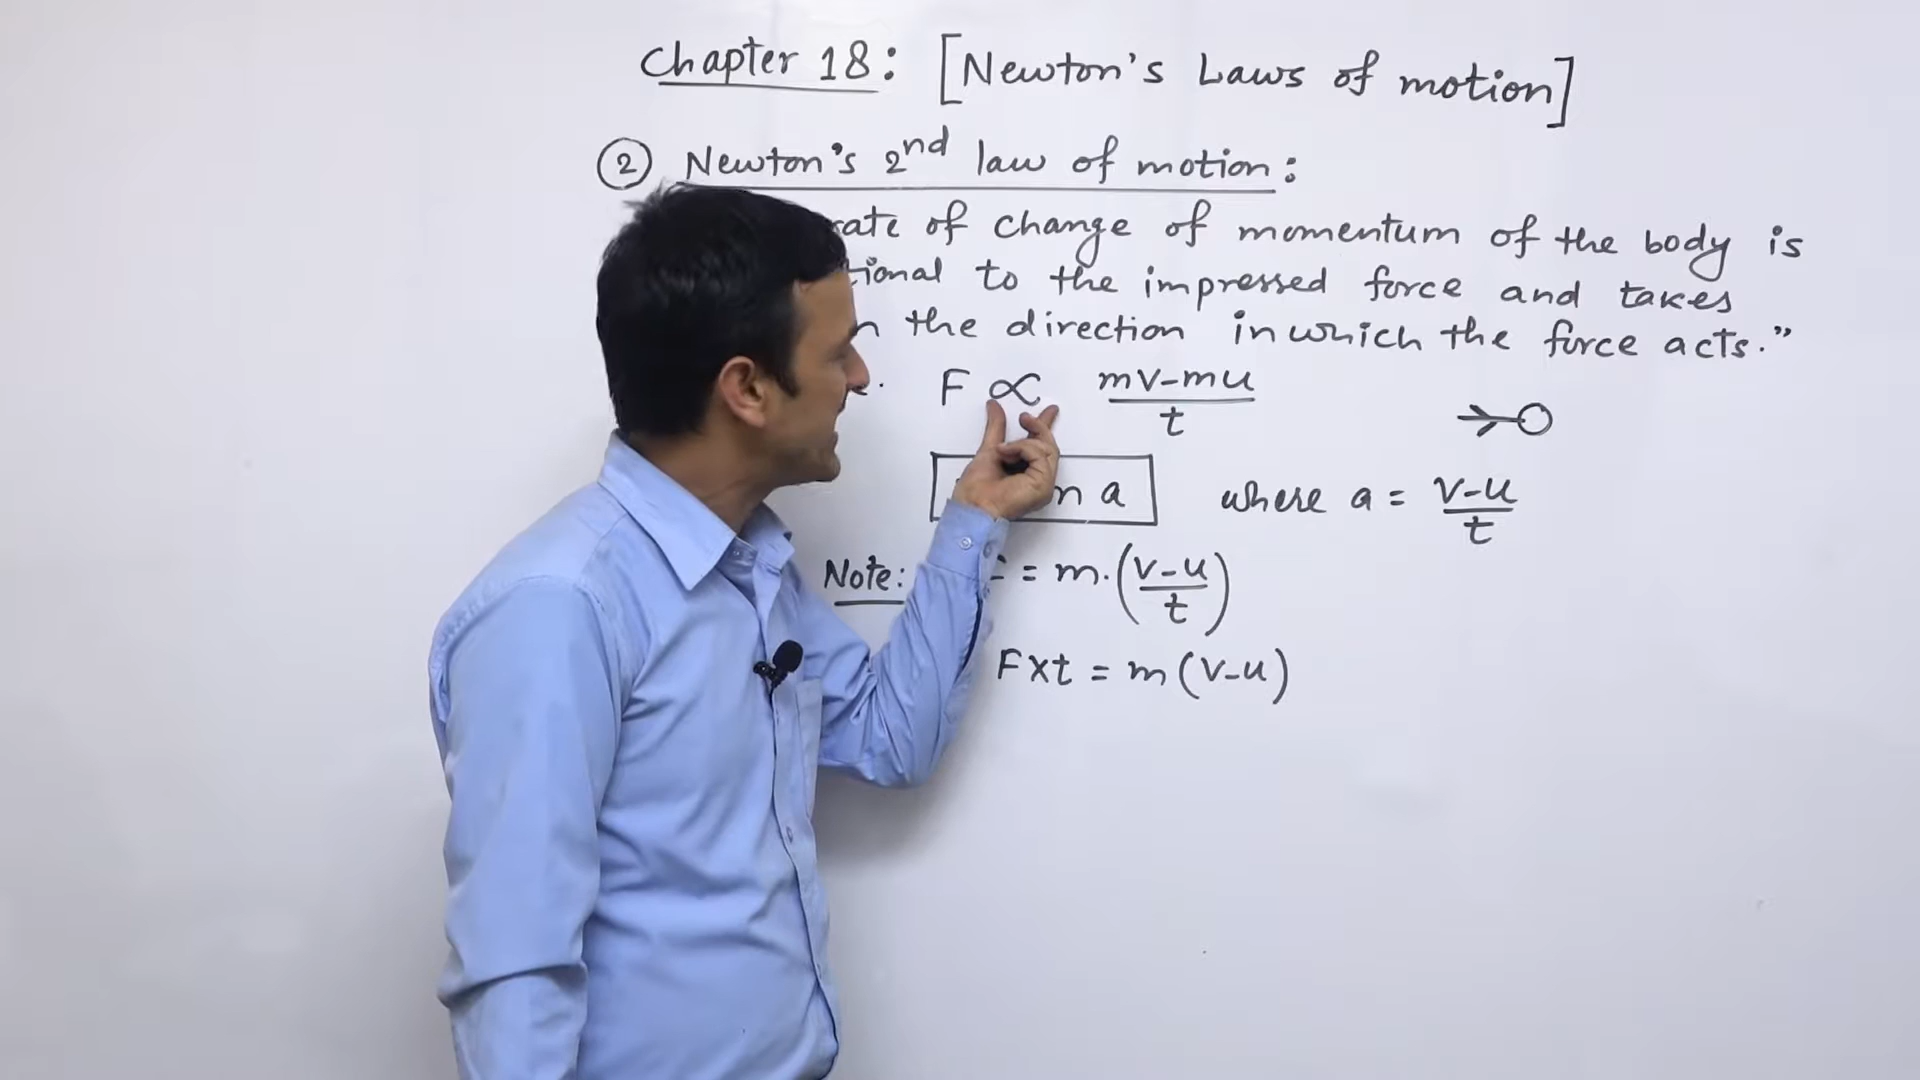 Chapter 18: [Newton's Laws of motion]
② Newton's 2nd law of motion:
rate of change of momentum of the body is
to the impressed force and takes
the direction in which the force acts."
F ∝ mv-mu/t
a where a = v-u/t
Note: = m.(v-u/t)
F×t = m(v-u)